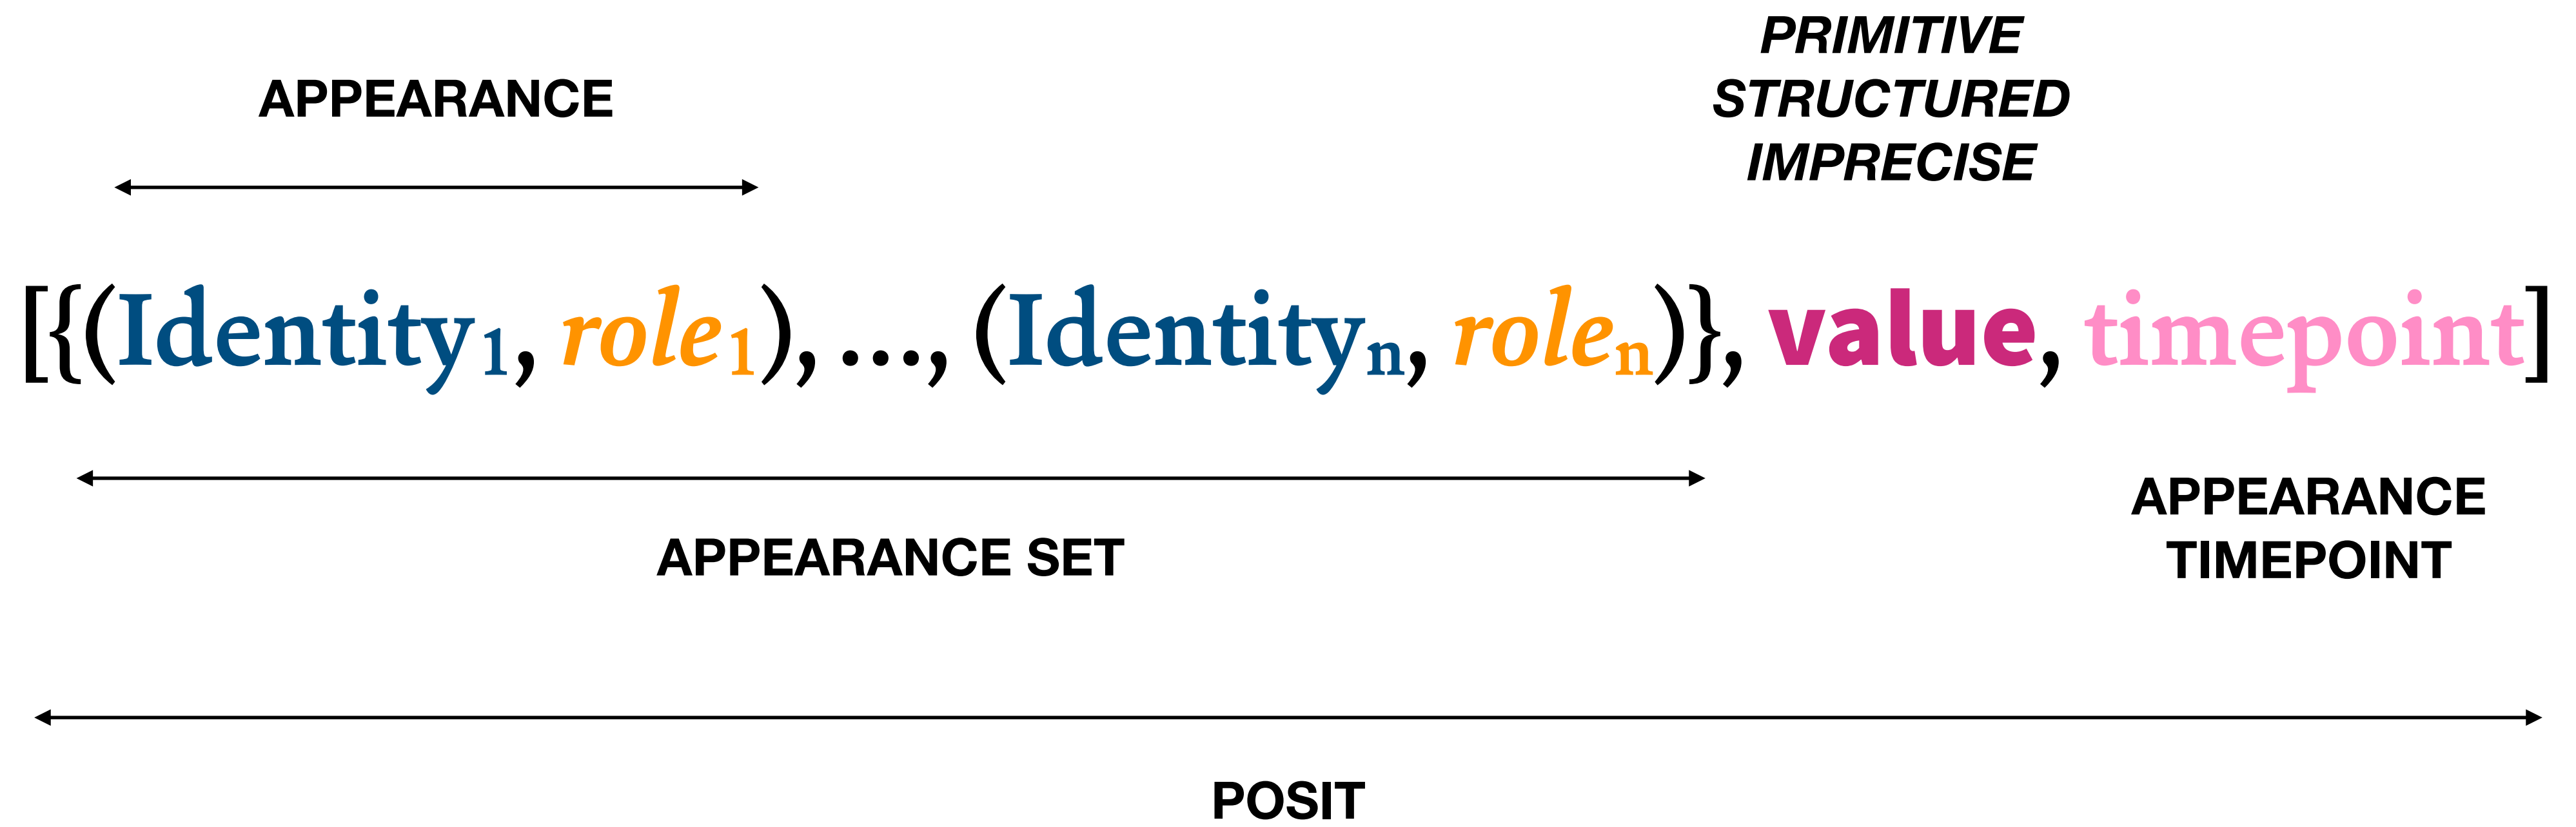 PRIMITIVE
STRUCTURED
IMPRECISE
APPEARANCE
[{(Identity₁, role₁), ..., (Identityₙ, roleₙ)}, value, timepoint]
APPEARANCE SET
APPEARANCE
TIMEPOINT
POSIT